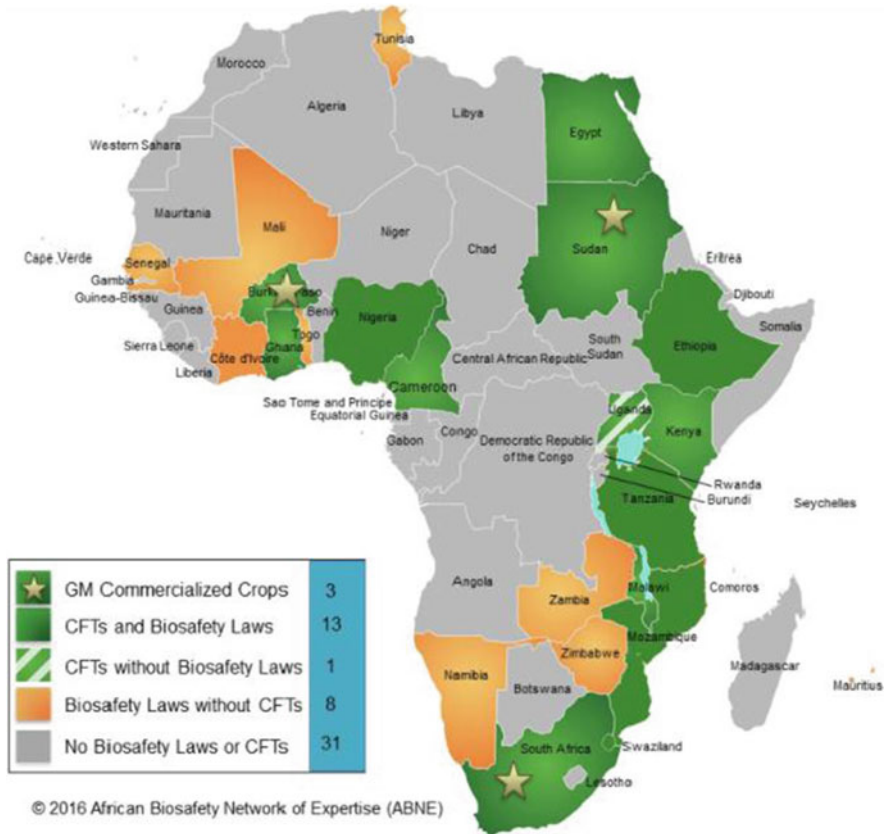 Tunisia
Morocco
Algeria
Libya
Egypt
Western Sahara
Mauritania
Mali
Niger
Chad
Sudan
Eritrea
Cape Verde
Senegal
Gambia
Guinea-Bissau
Guinea
Burkina Faso
Benin
Nigeria
Djibouti
Somalia
Sierra Leone
Liberia
Côte d'Ivoire
Ghana
Togo
Central African Republic
South
Sudan
Ethiopia
Cameroon
Sao Tome and Principe
Equatorial Guinea
Gabon
Congo
Democratic Republic
of the Congo
Uganda
Kenya
Rwanda
Burundi
Tanzania
Seychelles
Angola
Zambia
Malawi
Comoros
Mozambique
Zimbabwe
Namibia
Botswana
Madagascar
Mauritius
South Africa
Swaziland
Lesotho
GM Commercialized Crops 3
CFTs and Biosafety Laws 13
CFTs without Biosafety Laws 1
Biosafety Laws without CFTs 8
No Biosafety Laws or CFTs 31
© 2016 African Biosafety Network of Expertise (ABNE)